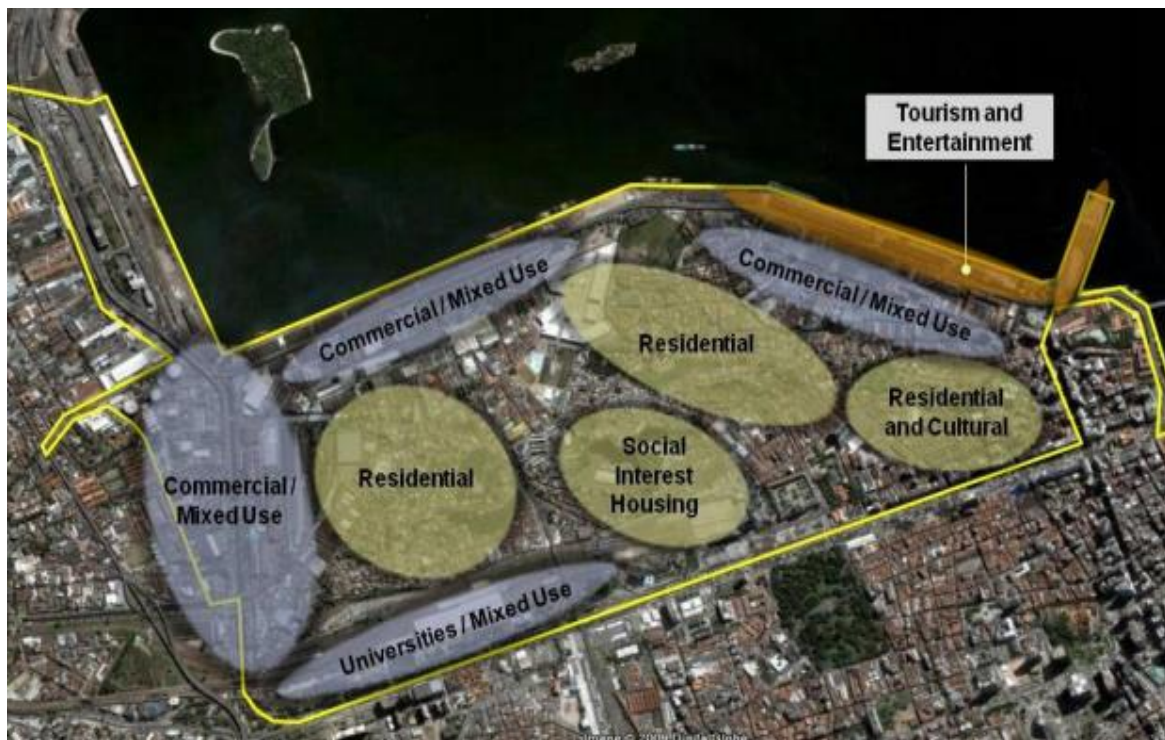 Tourism and
Entertainment
Commercial / Mixed Use
Commercial / Mixed Use
Residential
Residential
and Cultural
Commercial /
Mixed Use
Residential
Social
Interest
Housing
Universities / Mixed Use